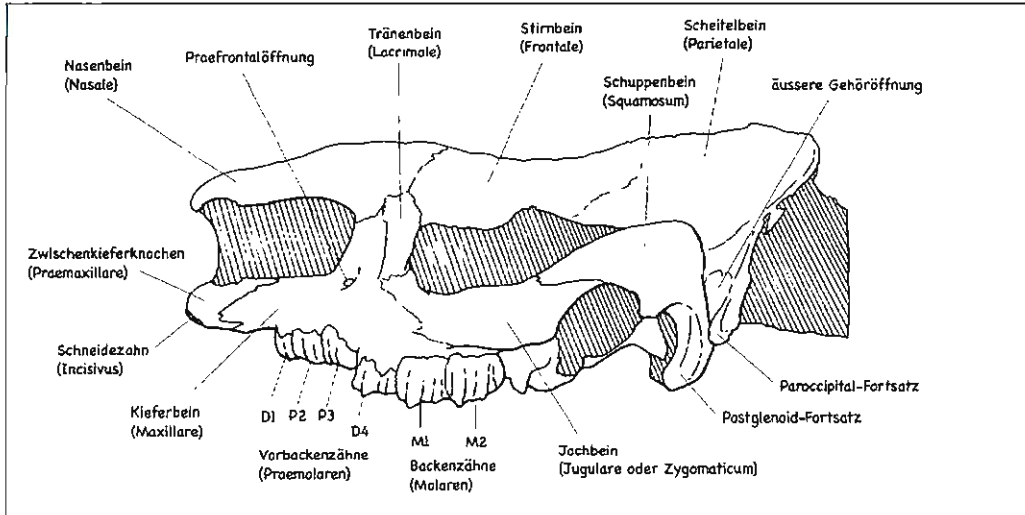 Nasenbein
(Nasale)
Praefrontalöffnung
Tränenbein
(Lacrimale)
Stirnbein
(Frontale)
Scheitelbein
(Parietale)
Schuppenbein
(Squamosum)
äussere Gehöröffnung
Zwischenkieferknochen
(Praemaxillare)
Schneidezahn
(Incisivus)
Kieferbein
(Maxillare)
D1 P2 P3
D4
M1 M2
Vorbackenzähne
(Praemolaren)
Backenzähne
(Molaren)
Jochbein
(Jugulare oder Zygomaticum)
Paroccipital-Fortsatz
Postglenoid-Fortsatz